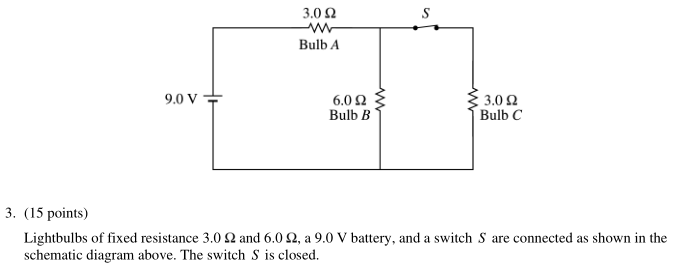 3.0 Ω
S
Bulb A
9.0 V
6.0 Ω
Bulb B
3.0 Ω
Bulb C
3. (15 points)
Lightbulbs of fixed resistance 3.0 Ω and 6.0 Ω, a 9.0 V battery, and a switch S are connected as shown in the
schematic diagram above. The switch S is closed.